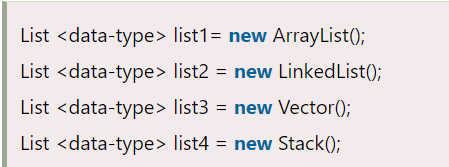 List <data-type> list1= new ArrayList();
List <data-type> list2 = new LinkedList();
List <data-type> list3 = new Vector();
List <data-type> list4 = new Stack();